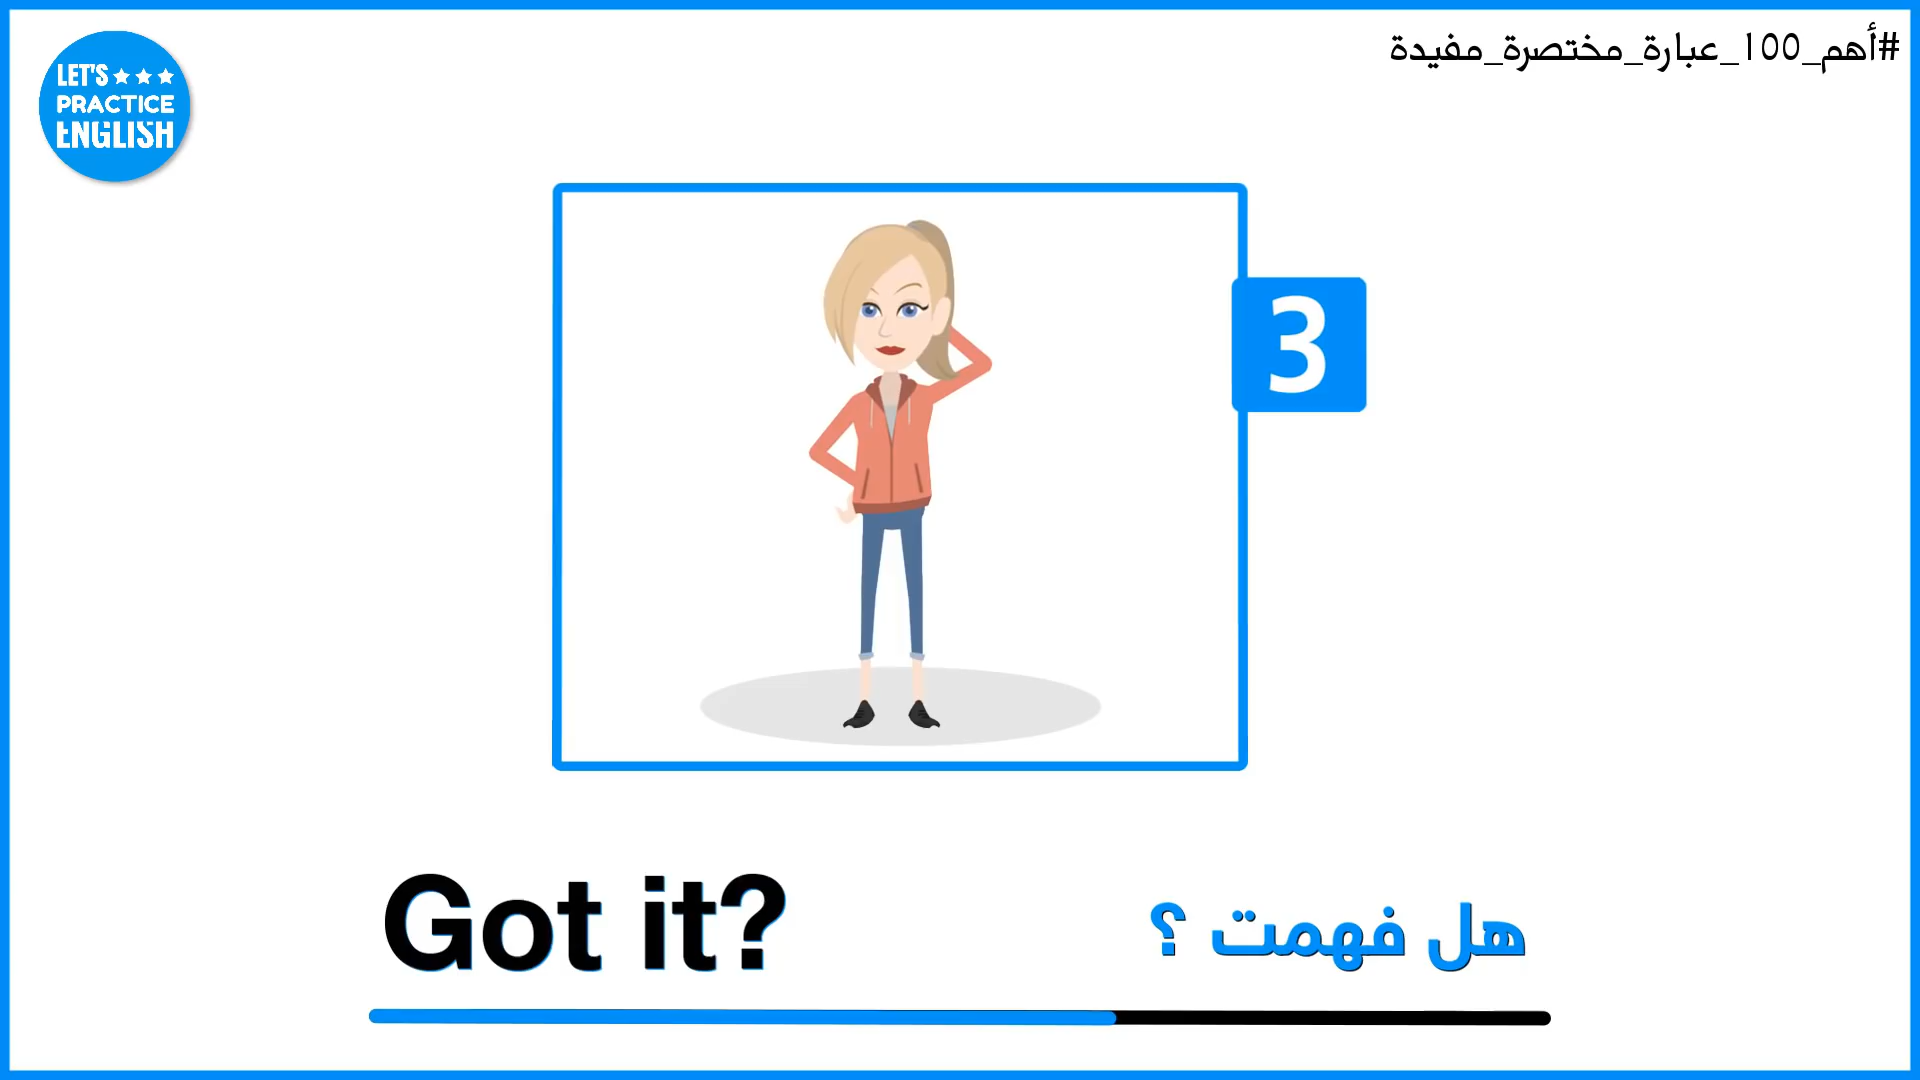 #أهم_100_عبارة_مختصرة_مفيدة
LET'S
PRACTICE
ENGLISH
3
Got it?
هل فهمت ؟